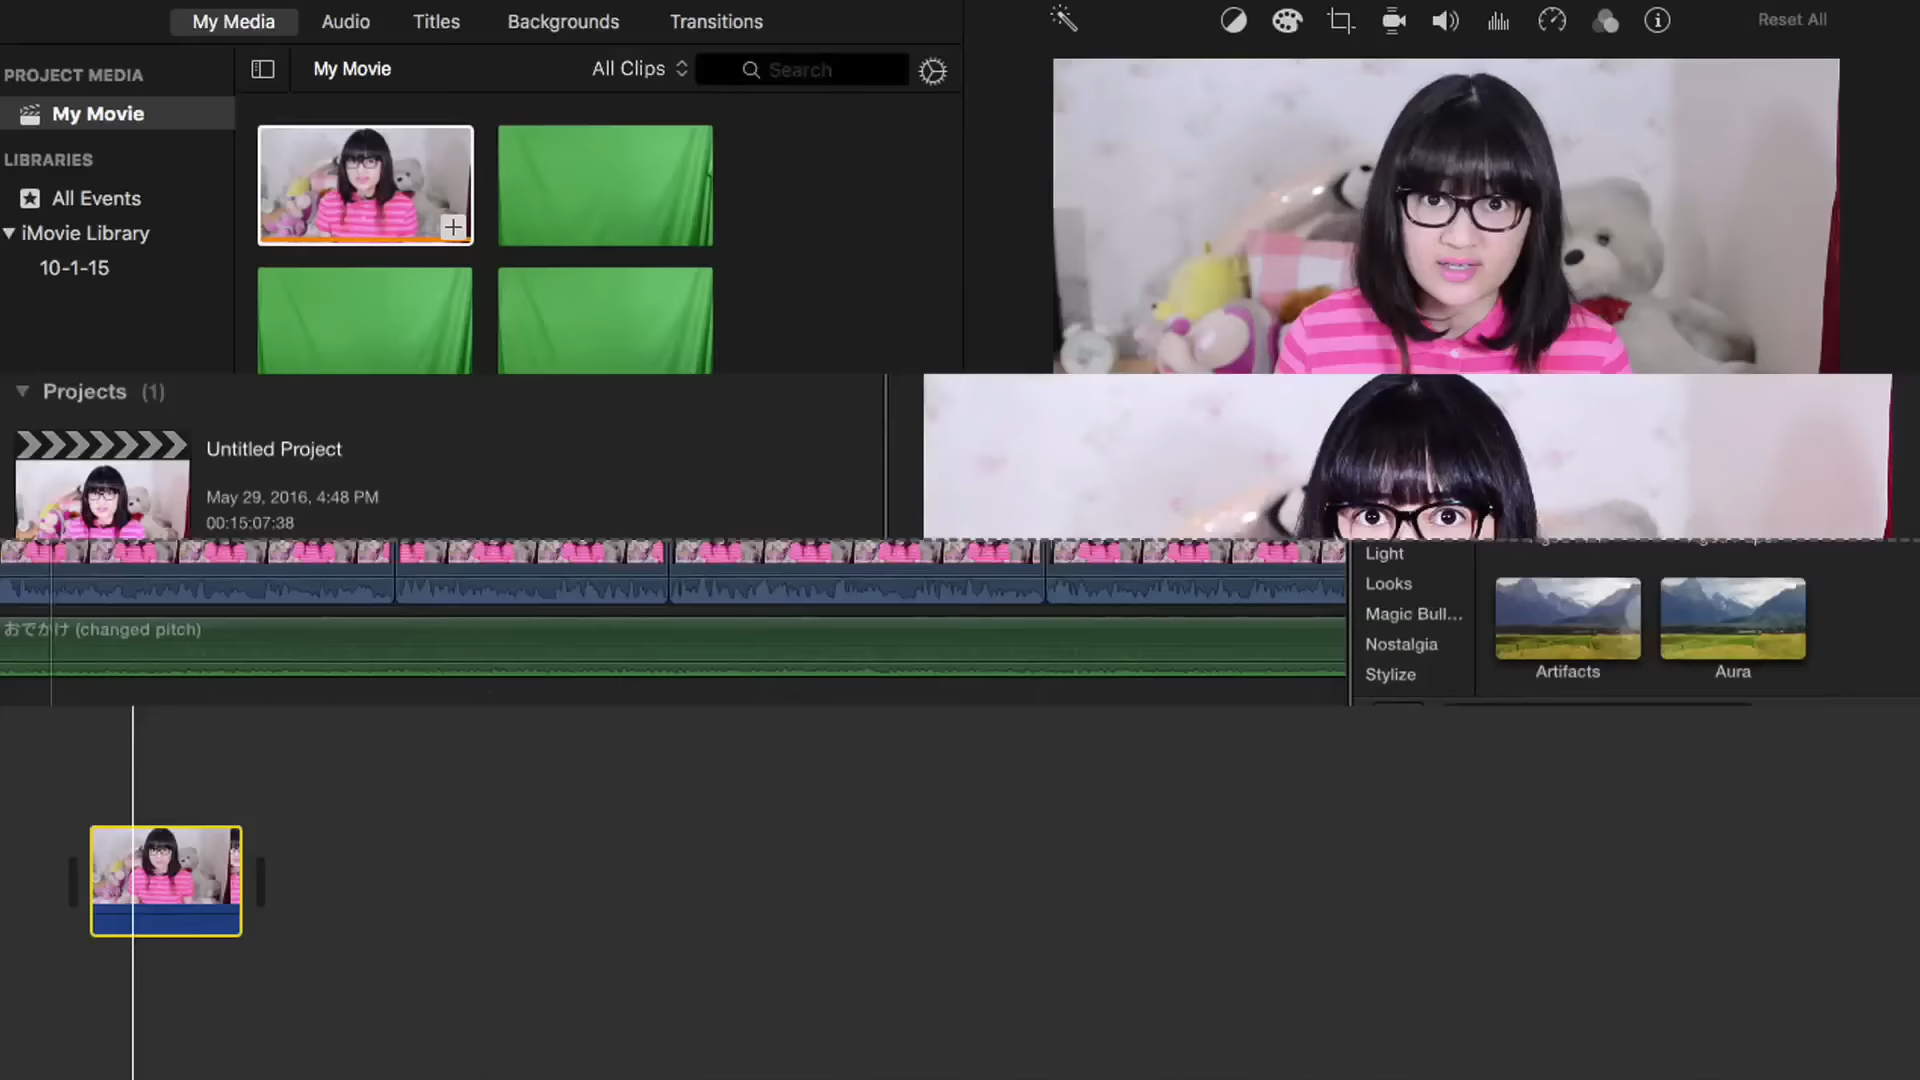 My Media Audio Titles Backgrounds Transitions
Reset All
PROJECT MEDIA
My Movie
All Clips
Search
My Movie
LIBRARIES
All Events
iMovie Library
10-1-15
Projects (1)
Untitled Project
May 29, 2016, 4:48 PM
00:15:07:38
Light
Looks
Magic Bull...
Nostalgia
Stylize
Artifacts
Aura
おでかけ (changed pitch)